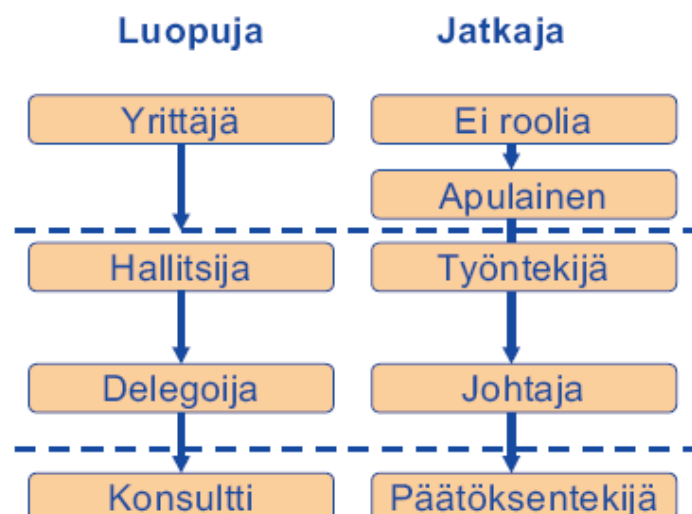 Luopuja Jatkaja
Yrittäjä Ei roolia
Apulainen
Hallitsija Työntekijä
Delegoija Johtaja
Konsultti Päätöksentekijä